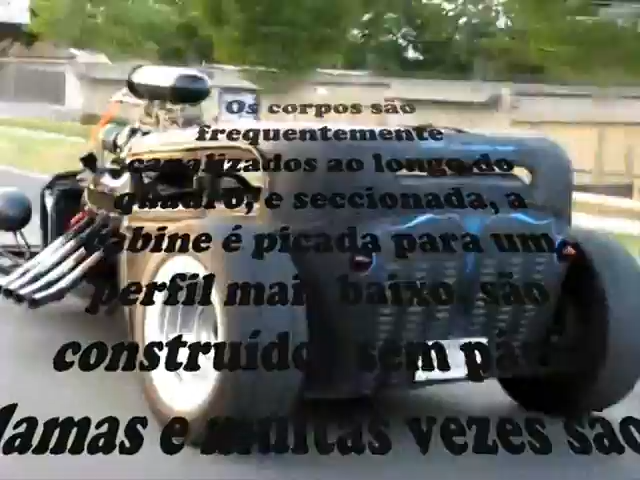 Os corpos são
frequentemente
canalizados ao longo do
quadro, e seccionada, a
cabine é picada para um
perfil mais baixo, são
construídos sem pára
lamas e muitas vezes são